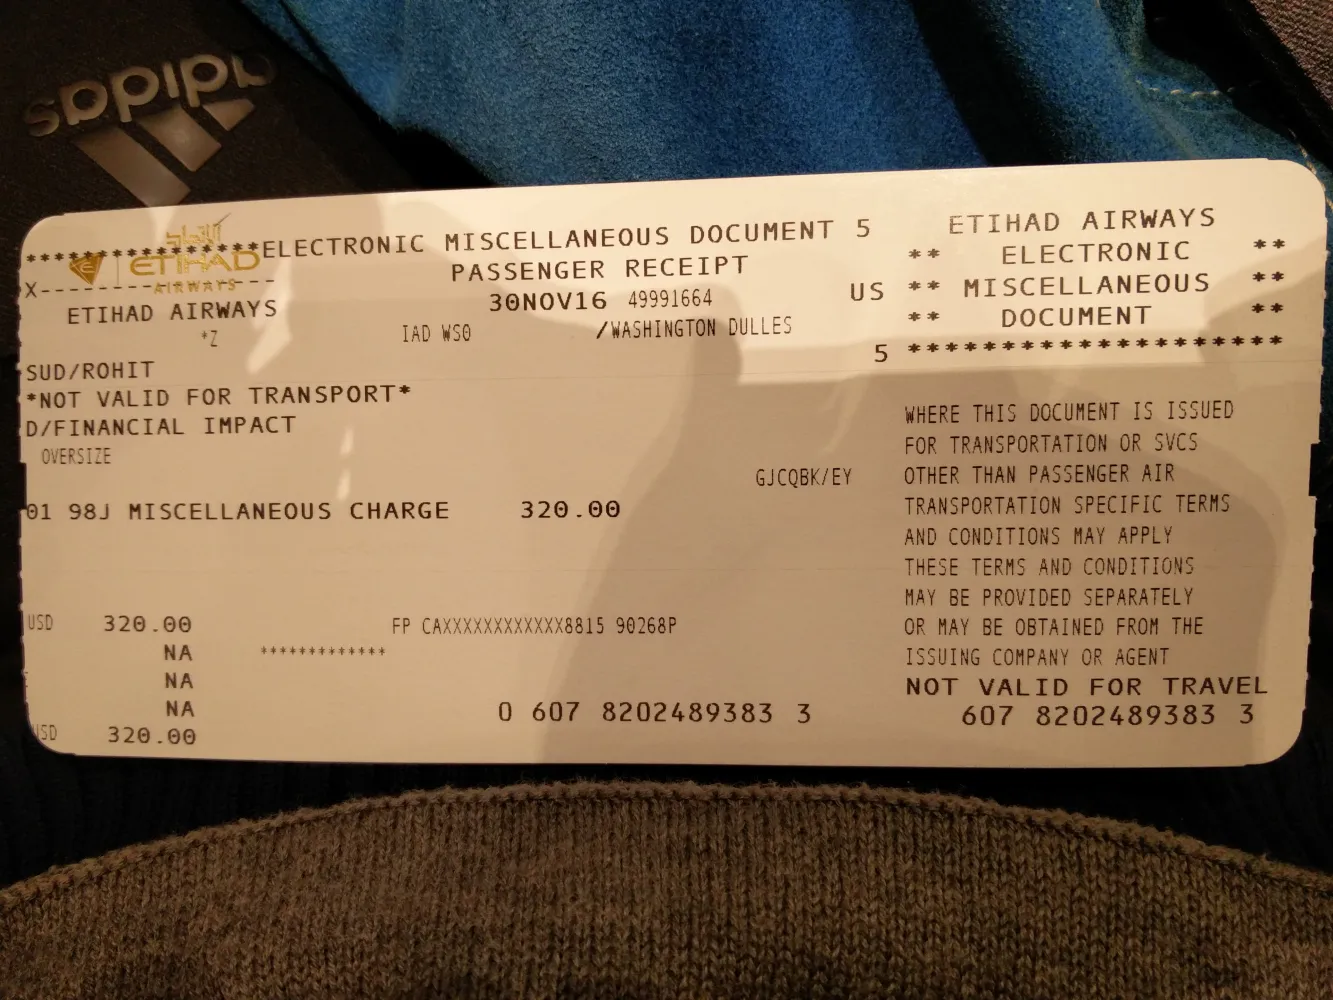 adidas
الإتحاد
ETIHAD
AIRWAYS
**************ELECTRONIC MISCELLANEOUS DOCUMENT 5
PASSENGER RECEIPT
X
30NOV16 49991664 US
ETIHAD AIRWAYS
*Z IAD WS0 /WASHINGTON DULLES
5
SUD/ROHIT
*NOT VALID FOR TRANSPORT*
D/FINANCIAL IMPACT
OVERSIZE
GJCQBK/EY
01 98J MISCELLANEOUS CHARGE 320.00
USD 320.00 FP CAXXXXXXXXXXXX8815 90268P
NA *************
NA
NA
0 607 8202489383 3
USD 320.00
ETIHAD AIRWAYS
** ELECTRONIC **
** MISCELLANEOUS **
** DOCUMENT **
********************
WHERE THIS DOCUMENT IS ISSUED
FOR TRANSPORTATION OR SVCS
OTHER THAN PASSENGER AIR
TRANSPORTATION SPECIFIC TERMS
AND CONDITIONS MAY APPLY
THESE TERMS AND CONDITIONS
MAY BE PROVIDED SEPARATELY
OR MAY BE OBTAINED FROM THE
ISSUING COMPANY OR AGENT
NOT VALID FOR TRAVEL
607 8202489383 3